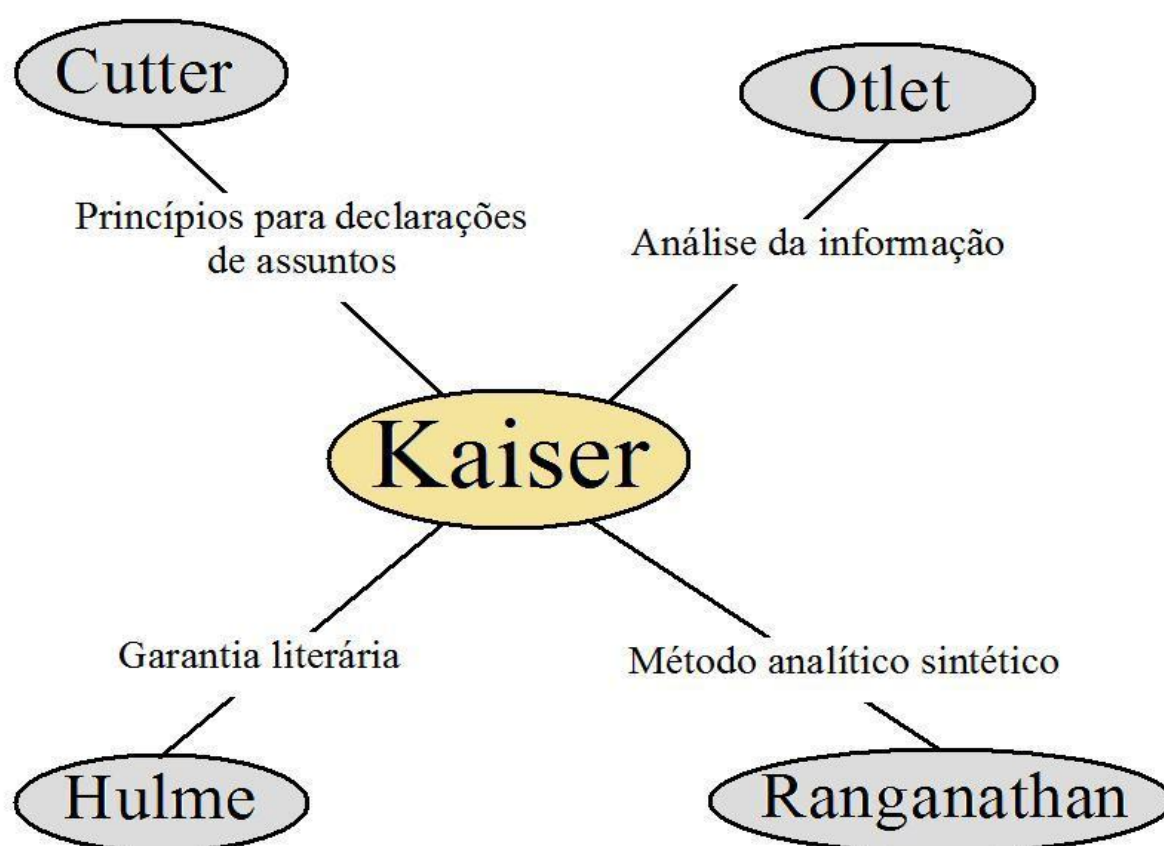 Cutter
Otlet
Princípios para declarações
de assuntos
Análise da informação
Kaiser
Garantia literária
Método analítico sintético
Hulme
Ranganathan